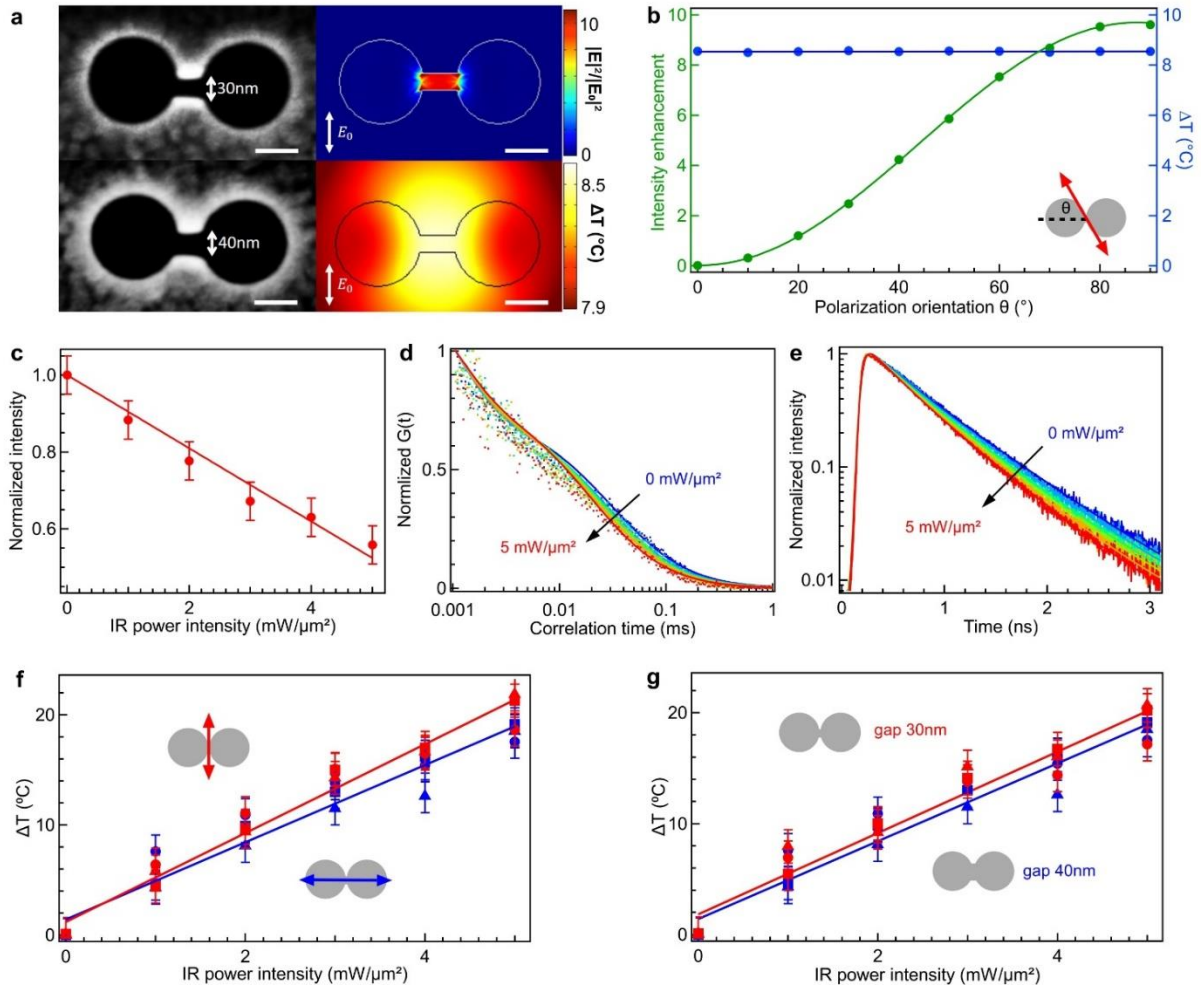 a
30nm
E₀
10
0
|E|²/|E₀|²
40nm
E₀
8.5
7.9
ΔT (°C)
b
Intensity enhancement
10
8
6
4
2
0
10
8
6
4
2
0
ΔT (°C)
θ
0 20 40 60 80
Polarization orientation θ (°)
c
Normalized intensity
1.0
0.8
0.6
0 2 4
IR power intensity (mW/µm²)
d
Normlized G(t)
1
0.5
0
0 mW/µm²
5 mW/µm²
0.001 0.01 0.1 1
Correlation time (ms)
e
Normalized intensity
1
0.1
0.01
0 mW/µm²
5 mW/µm²
0 1 2 3
Time (ns)
f
ΔT (ºC)
20
10
0
0 2 4
IR power intensity (mW/µm²)
g
ΔT (ºC)
20
10
0
gap 30nm
gap 40nm
0 2 4
IR power intensity (mW/µm²)